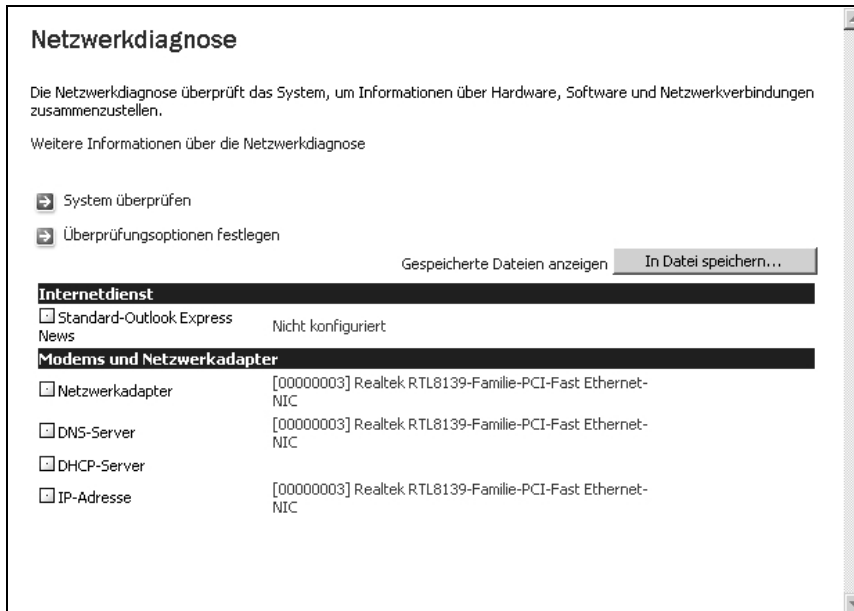 Netzwerkdiagnose
Die Netzwerkdiagnose überprüft das System, um Informationen über Hardware, Software und Netzwerkverbindungen
zusammenzustellen.
Weitere Informationen über die Netzwerkdiagnose
System überprüfen
Überprüfungsoptionen festlegen
Gespeicherte Dateien anzeigen In Datei speichern...
Internetdienst
Standard-Outlook Express
News
Nicht konfiguriert
Modems und Netzwerkadapter
Netzwerkadapter
[00000003] Realtek RTL8139-Familie-PCI-Fast Ethernet-
NIC
DNS-Server
[00000003] Realtek RTL8139-Familie-PCI-Fast Ethernet-
NIC
DHCP-Server
IP-Adresse
[00000003] Realtek RTL8139-Familie-PCI-Fast Ethernet-
NIC